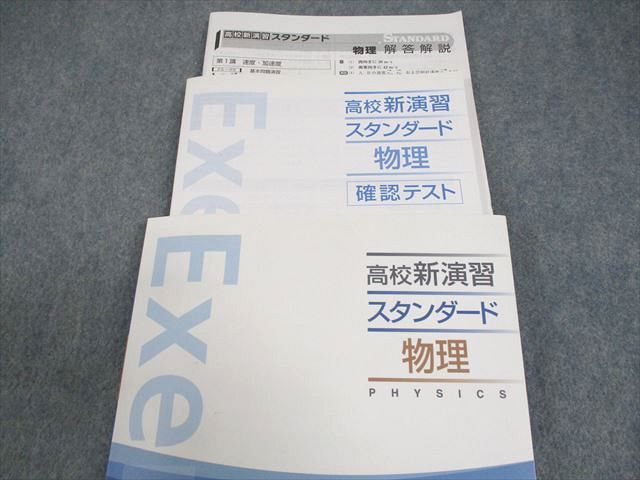 高校新演習スタンダード
STANDARD
物理 解答解説
第1講 速度・加速度
基本問題演習
Exe
高校 新演習
スタンダード
物理
確認テスト
Exe
高校 新演習
スタンダード
物理
PHYSICS